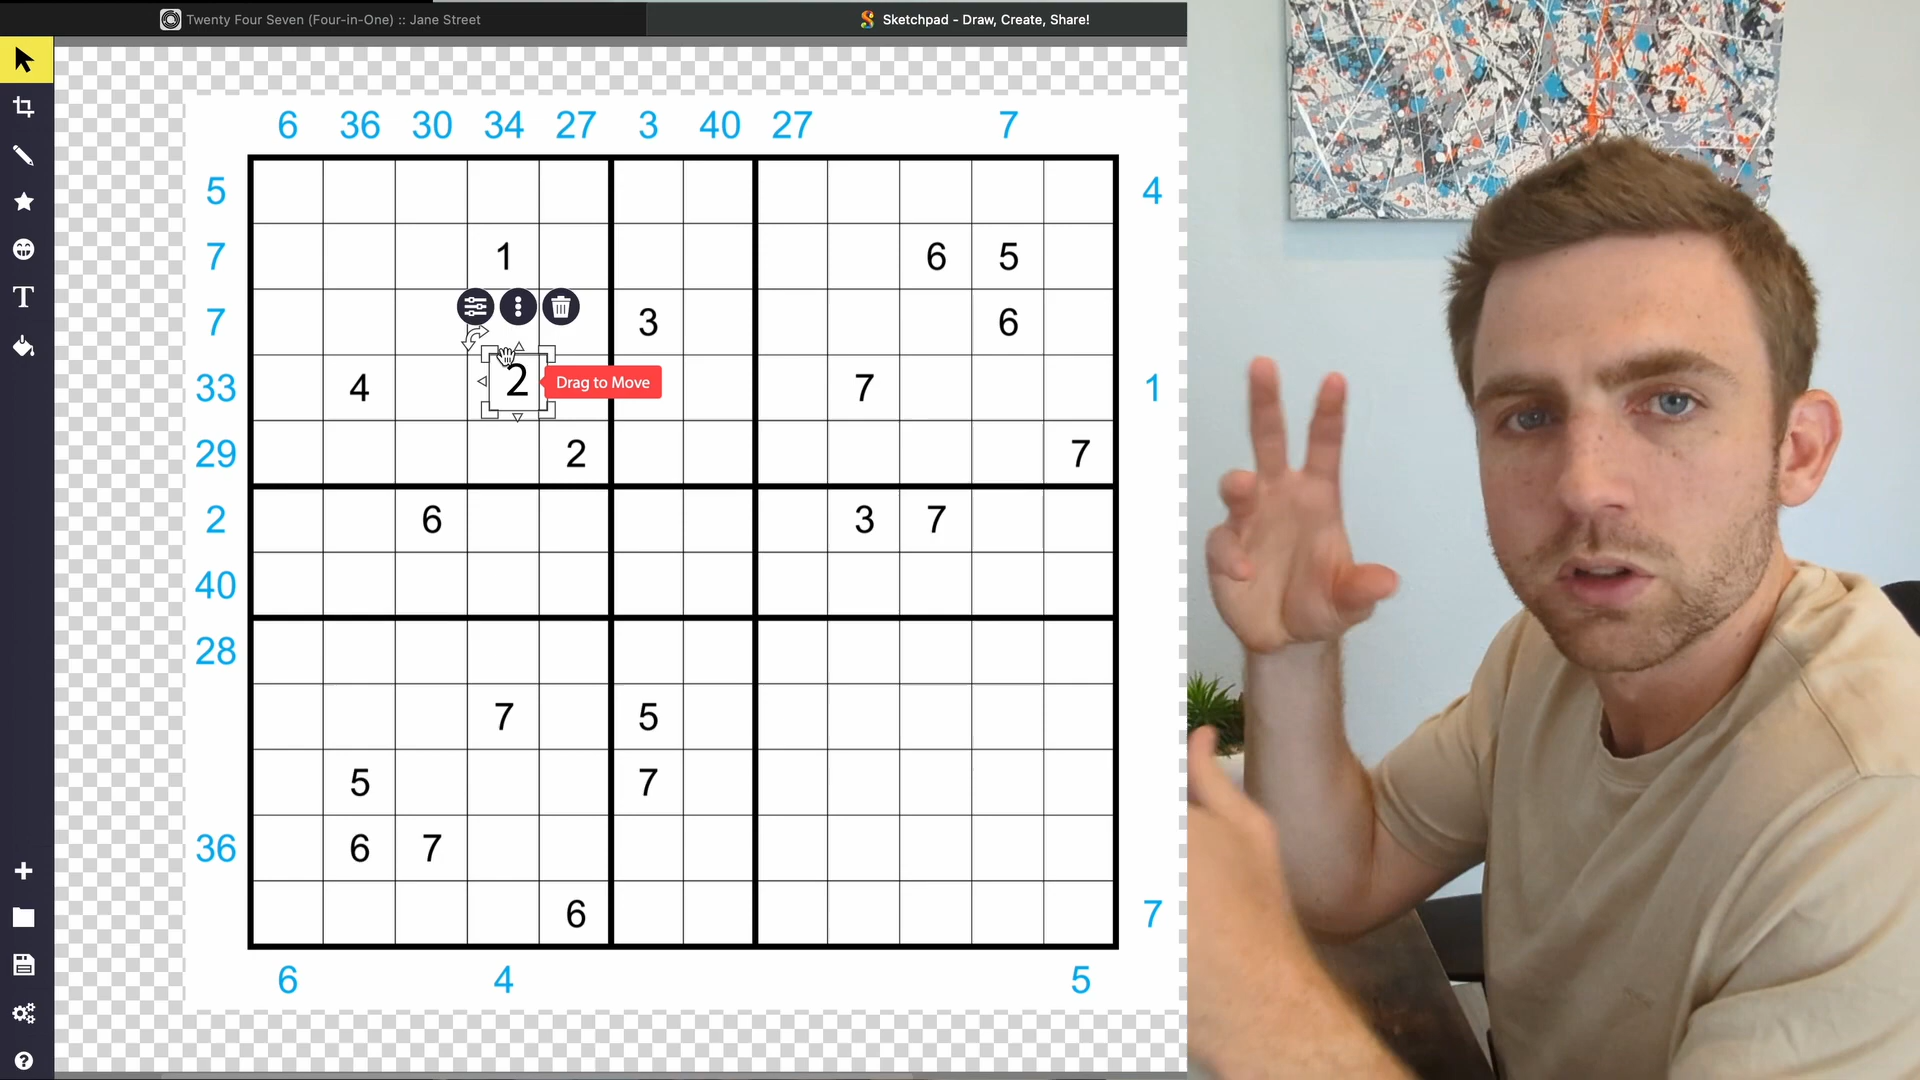 Twenty Four Seven (Four-in-One) :: Jane Street
Sketchpad - Draw, Create, Share!
6 36 30 34 27 3 40 27 7
5 4
7 1 6 5
7 3 6
33 4 2 Drag to Move 7 1
29 2 7
2 6 3 7
40
28
7 5
5 7
36 6 7
6 7
6 4 5
T
?